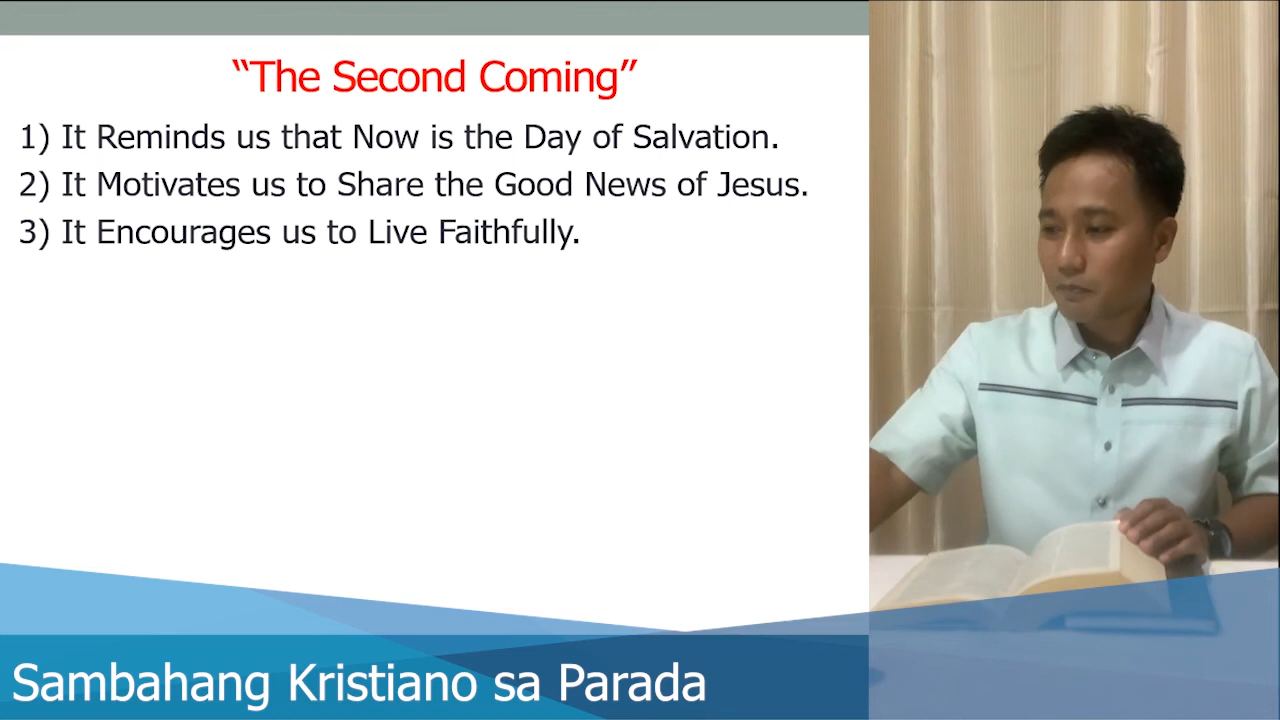 “The Second Coming”
1) It Reminds us that Now is the Day of Salvation.
2) It Motivates us to Share the Good News of Jesus.
3) It Encourages us to Live Faithfully.
Sambahang Kristiano sa Parada